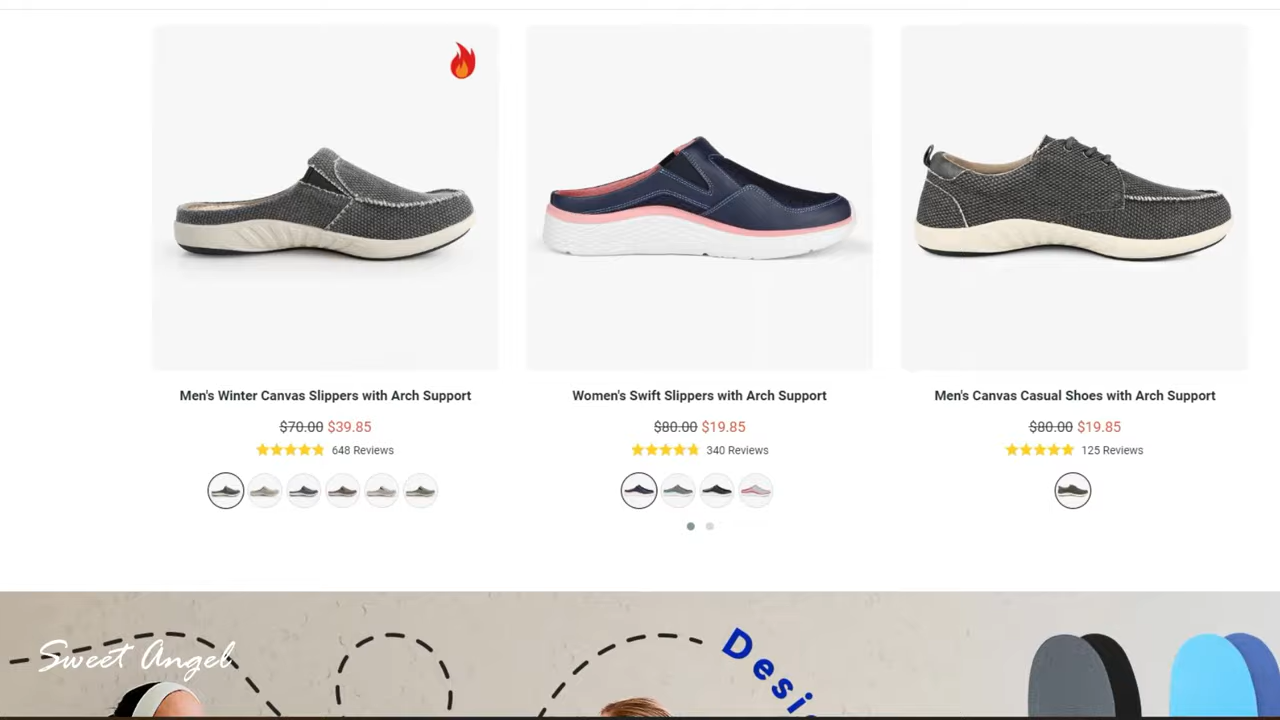 Men's Winter Canvas Slippers with Arch Support
$70.00 $39.85
648 Reviews
Women's Swift Slippers with Arch Support
$80.00 $19.85
340 Reviews
Men's Canvas Casual Shoes with Arch Support
$80.00 $19.85
125 Reviews
Sweet Angel